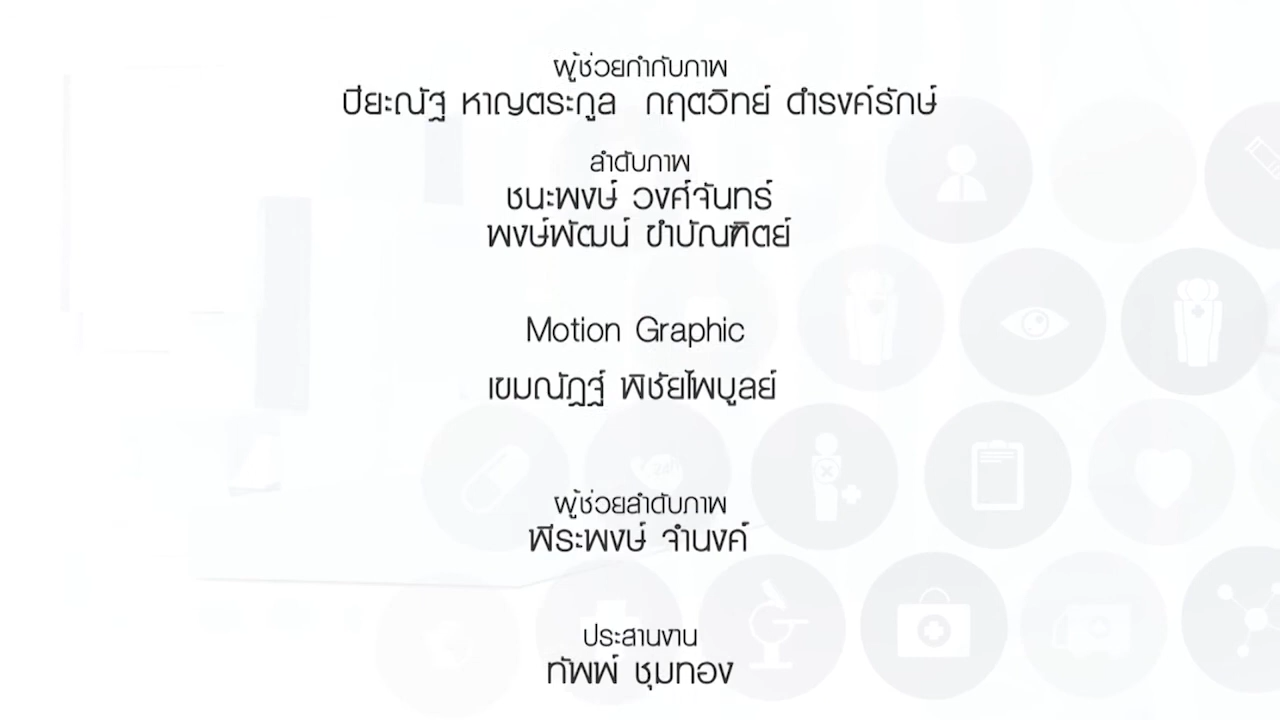 ผู้ช่วยกำกับภาพ
ปิยะณัฐ หาญตระกูล กฤตวิทย์ ดำรงค์รักษ์
ลำดับภาพ
ชนะพงษ์ วงศ์จันทร์
พงษ์พัฒน์ ขำบัณฑิตย์
Motion Graphic
เขมณัฏฐ์ พิชัยไพบูลย์
ผู้ช่วยลำดับภาพ
พีระพงษ์ จำนงค์
ประสานงาน
ทัพพ์ ชุมทอง